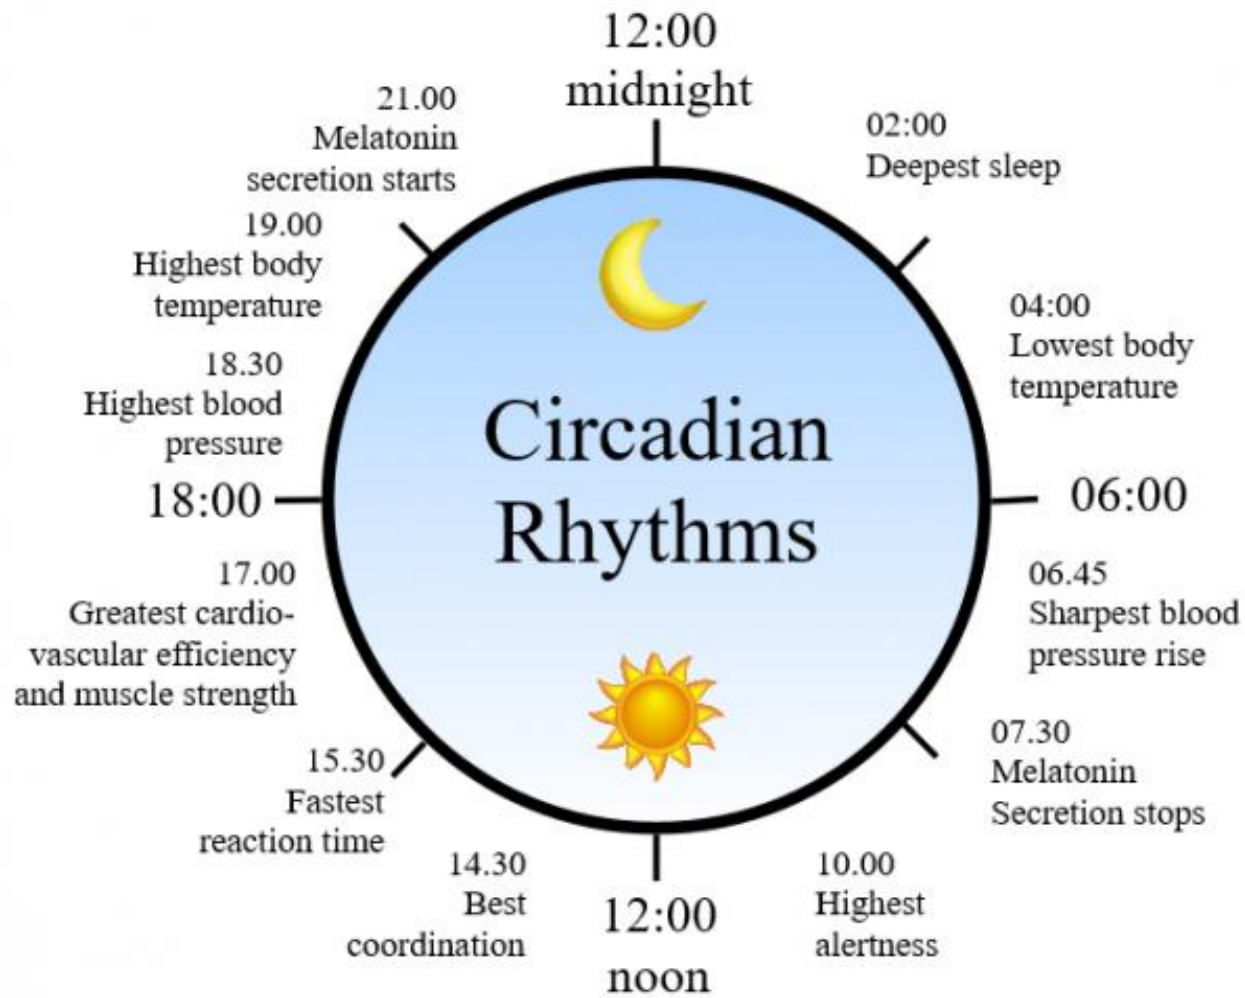 12:00
midnight
02:00
Deepest sleep
04:00
Lowest body
temperature
06:00
06.45
Sharpest blood
pressure rise
07.30
Melatonin
Secretion stops
10.00
Highest
alertness
12:00
noon
14.30
Best
coordination
15.30
Fastest
reaction time
17.00
Greatest cardio-
vascular efficiency
and muscle strength
18:00
18.30
Highest blood
pressure
19.00
Highest body
temperature
21.00
Melatonin
secretion starts
Circadian
Rhythms